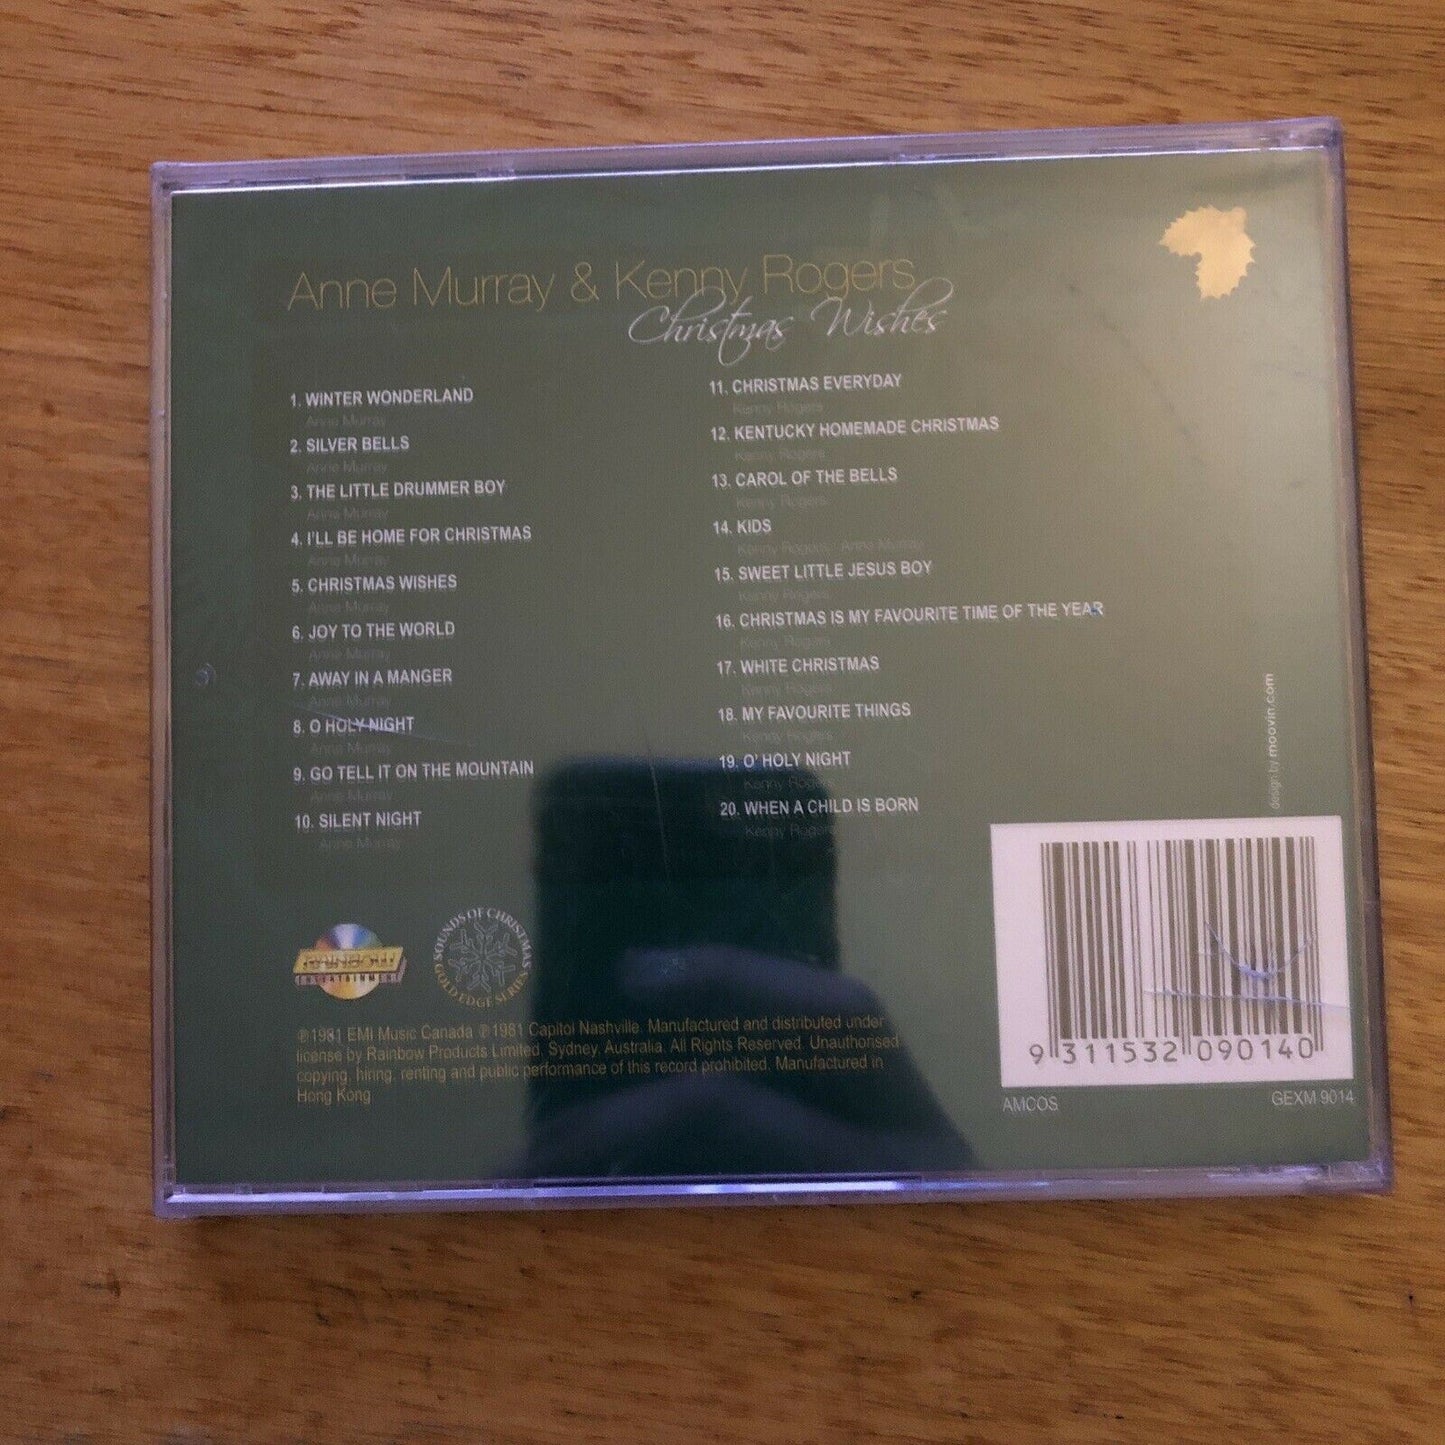 Anne Murray & Kenny Rogers
Christmas Wishes
1. WINTER WONDERLAND
Anne Murray
2. SILVER BELLS
Anne Murray
3. THE LITTLE DRUMMER BOY
Anne Murray
4. I'LL BE HOME FOR CHRISTMAS
Anne Murray
5. CHRISTMAS WISHES
Anne Murray
6. JOY TO THE WORLD
Anne Murray
7. AWAY IN A MANGER
Anne Murray
8. O HOLY NIGHT
Anne Murray
9. GO TELL IT ON THE MOUNTAIN
Anne Murray
10. SILENT NIGHT
Anne Murray
11. CHRISTMAS EVERYDAY
Kenny Rogers
12. KENTUCKY HOMEMADE CHRISTMAS
Kenny Rogers
13. CAROL OF THE BELLS
Kenny Rogers
14. KIDS
Kenny Rogers, Anne Murray
15. SWEET LITTLE JESUS BOY
Kenny Rogers
16. CHRISTMAS IS MY FAVOURITE TIME OF THE YEAR
Kenny Rogers
17. WHITE CHRISTMAS
Kenny Rogers
18. MY FAVOURITE THINGS
Kenny Rogers
19. O' HOLY NIGHT
Kenny Rogers
20. WHEN A CHILD IS BORN
Kenny Rogers
design by moovin.com
RAINBOW
ENTERTAINMENT
SOUNDS OF CHRISTMAS
GOLD EDGE SERIES
℗1981 EMI Music Canada ℗1981 Capitol Nashville. Manufactured and distributed under
license by Rainbow Products Limited, Sydney, Australia. All Rights Reserved. Unauthorised
copying, hiring, renting and public performance of this record prohibited. Manufactured in
Hong Kong
9 311532 090140
AMCOS
GEXM 9014